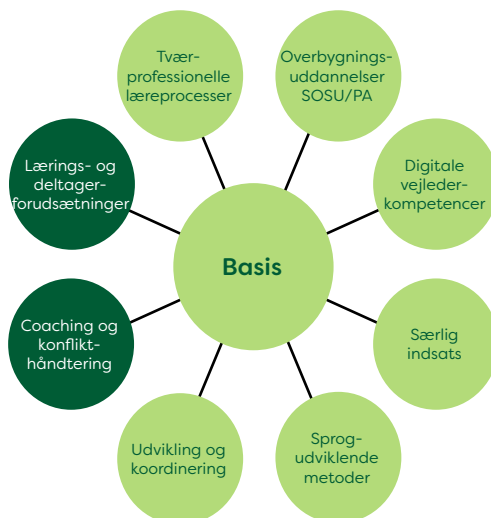 Tvær-
professionelle
læreprocesser
Overbygnings-
uddannelser
SOSU/PA
Lærings- og
deltager-
forudsætninger
Digitale
vejleder-
kompetencer
Basis
Coaching og
konflikt-
håndtering
Særlig
indsats
Udvikling og
koordinering
Sprog-
udviklende
metoder